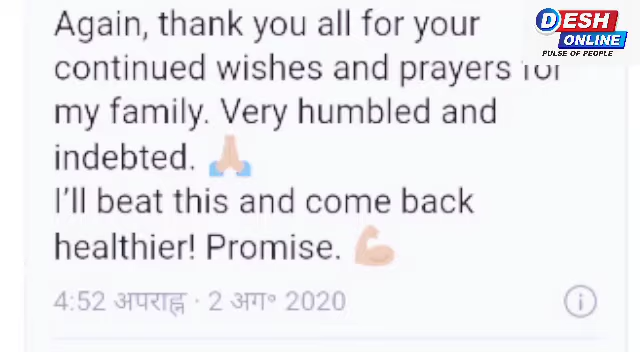 Again, thank you all for your
continued wishes and prayers for
my family. Very humbled and
indebted. 🙏
I'll beat this and come back
healthier! Promise. 💪
4:52 अपराह्न · 2 अग॰ 2020
DESH
ONLINE
PULSE OF PEOPLE